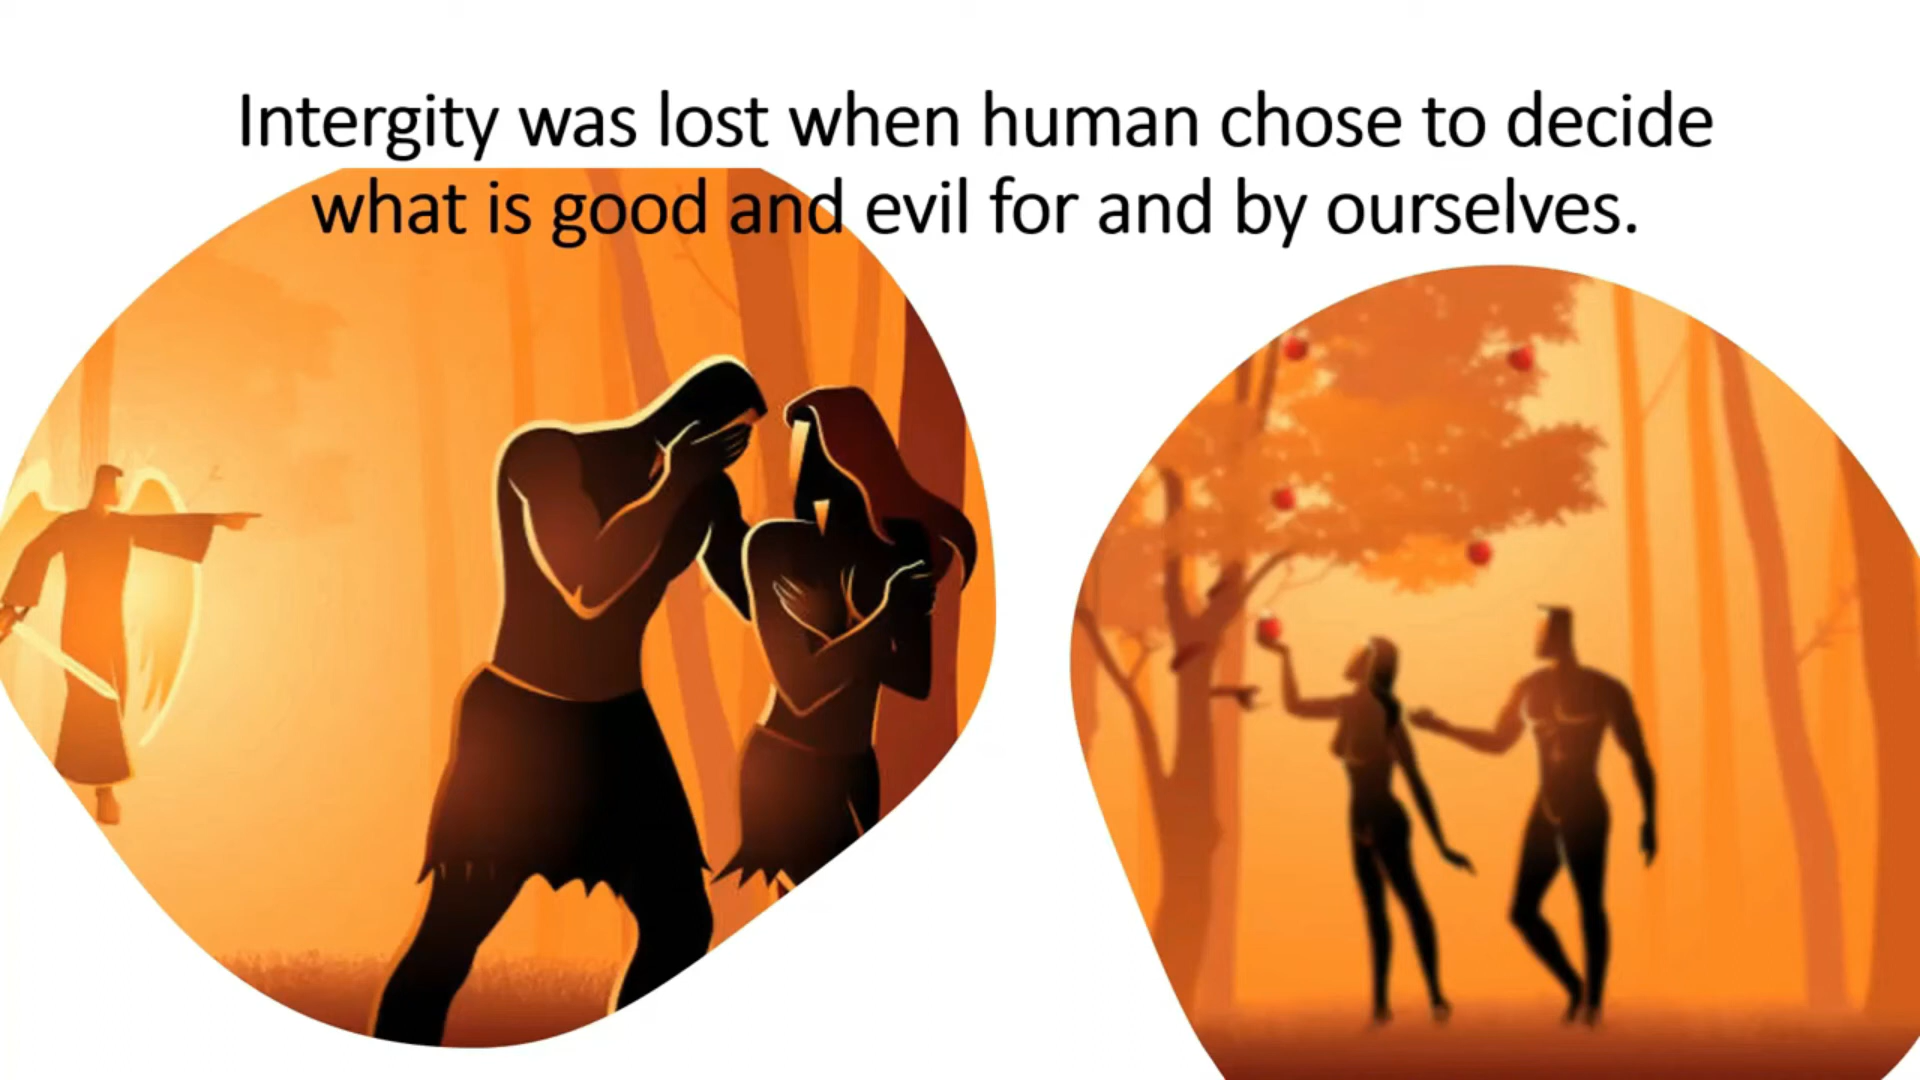 Intergity was lost when human chose to decide
what is good and evil for and by ourselves.